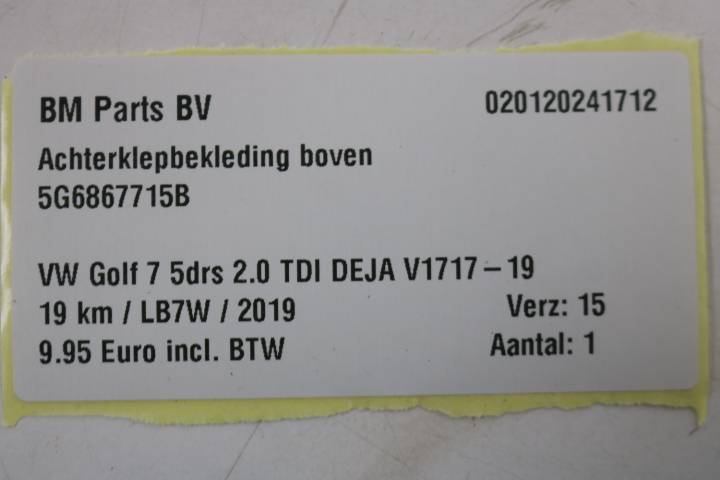 BM Parts BV 020120241712
Achterklepbekleding boven
5G6867715B
VW Golf 7 5drs 2.0 TDI DEJA V1717 – 19
19 km / LB7W / 2019 Verz: 15
9.95 Euro incl. BTW Aantal: 1